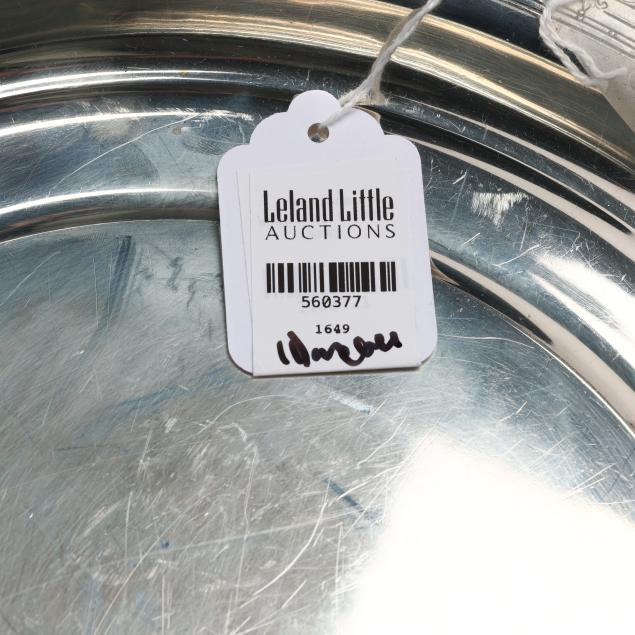 Leland Little
AUCTIONS
560377
1649